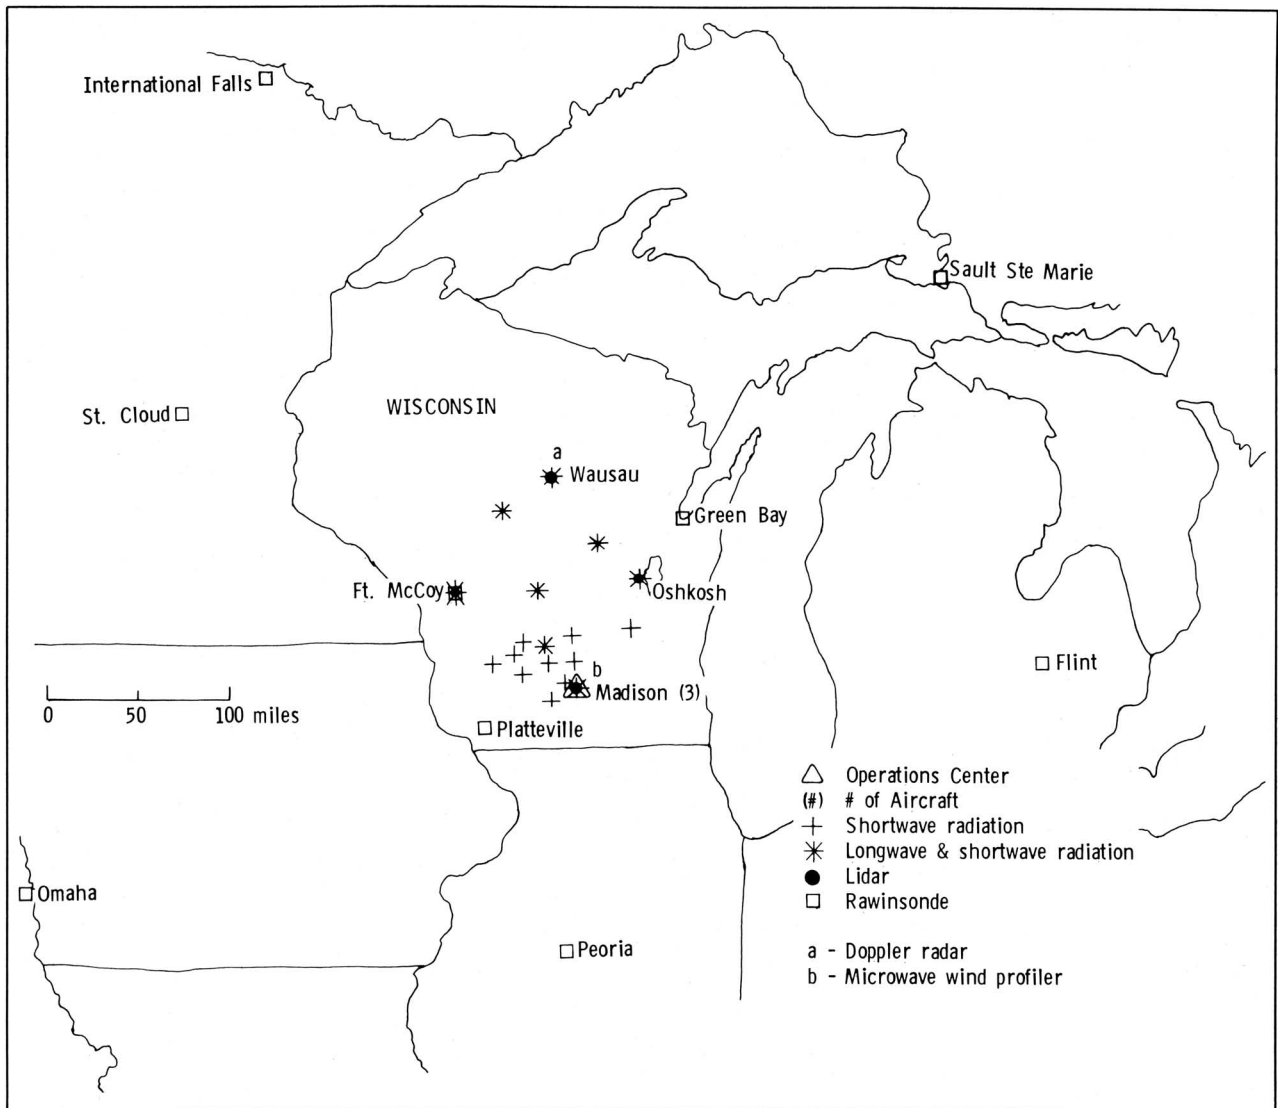 International Falls
Sault Ste Marie
St. Cloud
WISCONSIN
a
Wausau
Green Bay
Ft. McCoy
Oshkosh
b
Flint
Madison (3)
0 50 100 miles
Platteville
Operations Center
(#) # of Aircraft
Shortwave radiation
Longwave & shortwave radiation
Lidar
Rawinsonde
Omaha
Peoria
a - Doppler radar
b - Microwave wind profiler